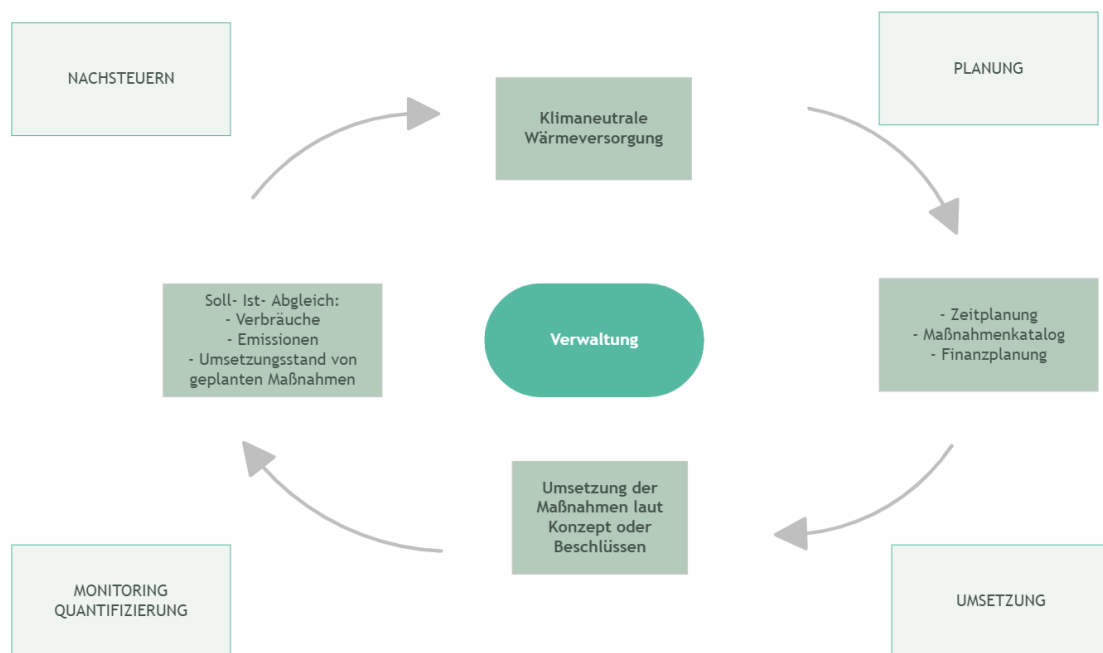 NACHSTEUERN
PLANUNG
Klimaneutrale
Wärmeversorgung
Soll- Ist- Abgleich:
- Verbräuche
- Emissionen
- Umsetzungsstand von
geplanten Maßnahmen
Verwaltung
- Zeitplanung
- Maßnahmenkatalog
- Finanzplanung
Umsetzung der
Maßnahmen laut
Konzept oder
Beschlüssen
MONITORING
QUANTIFIZIERUNG
UMSETZUNG